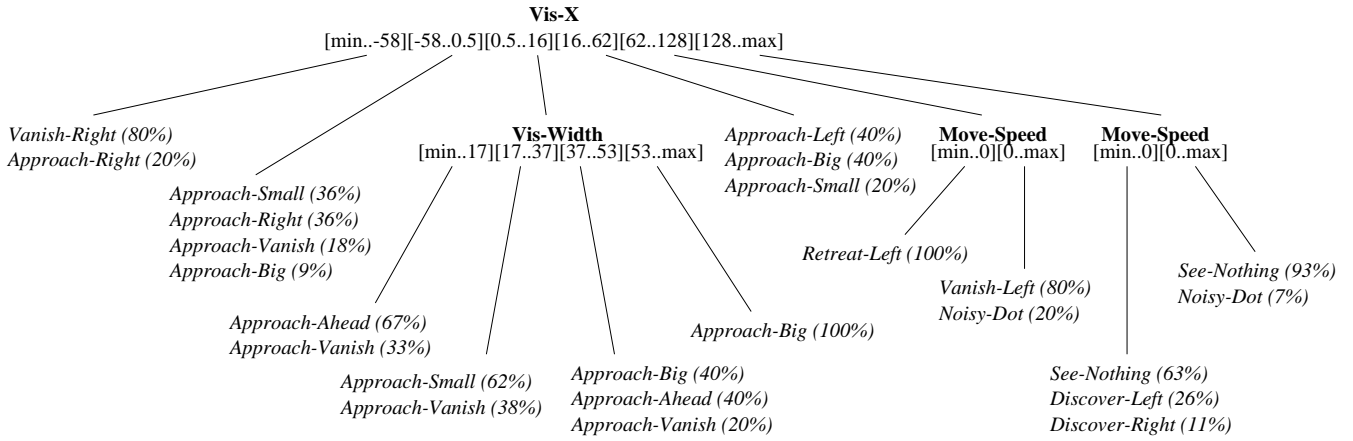 Vis-X
[min..-58][-58..0.5][0.5..16][16..62][62..128][128..max]
Vanish-Right (80%)
Approach-Right (20%)
Vis-Width
[min..17][17..37][37..53][53..max]
Approach-Left (40%)
Approach-Big (40%)
Approach-Small (20%)
Move-Speed
[min..0][0..max]
Move-Speed
[min..0][0..max]
Approach-Small (36%)
Approach-Right (36%)
Approach-Vanish (18%)
Approach-Big (9%)
Retreat-Left (100%)
Vanish-Left (80%)
Noisy-Dot (20%)
See-Nothing (93%)
Noisy-Dot (7%)
Approach-Ahead (67%)
Approach-Vanish (33%)
Approach-Big (100%)
Approach-Small (62%)
Approach-Vanish (38%)
Approach-Big (40%)
Approach-Ahead (40%)
Approach-Vanish (20%)
See-Nothing (63%)
Discover-Left (26%)
Discover-Right (11%)